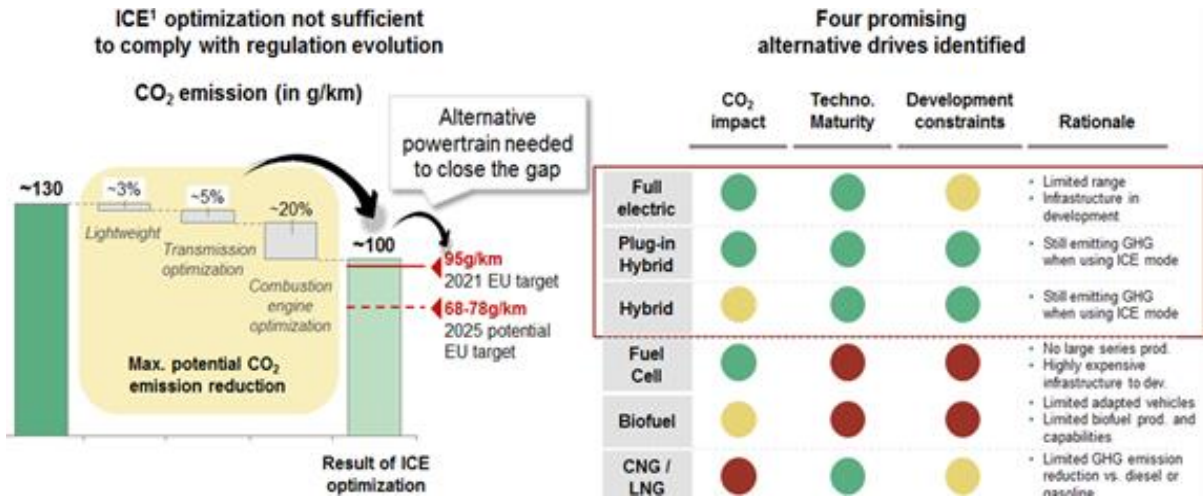 ICE¹ optimization not sufficient
to comply with regulation evolution
CO₂ emission (in g/km)
Alternative
powertrain needed
to close the gap
~130
~3%
Lightweight
~5%
Transmission
optimization
~20%
Combustion
engine
optimization
Max. potential CO₂
emission reduction
~100
95g/km
2021 EU target
68-78g/km
2025 potential
EU target
Result of ICE
optimization
Four promising
alternative drives identified
CO₂
impact
Techno.
Maturity
Development
constraints
Rationale
Full
electric
• Limited range
• Infrastructure in
development
Plug-in
Hybrid
• Still emitting GHG
when using ICE mode
Hybrid
• Still emitting GHG
when using ICE mode
Fuel
Cell
• No large series prod.
• Highly expensive
infrastructure to dev.
Biofuel
• Limited adapted vehicles
• Limited biofuel prod. and
capabilities
CNG /
LNG
• Limited GHG emission
reduction vs. diesel or
gasoline